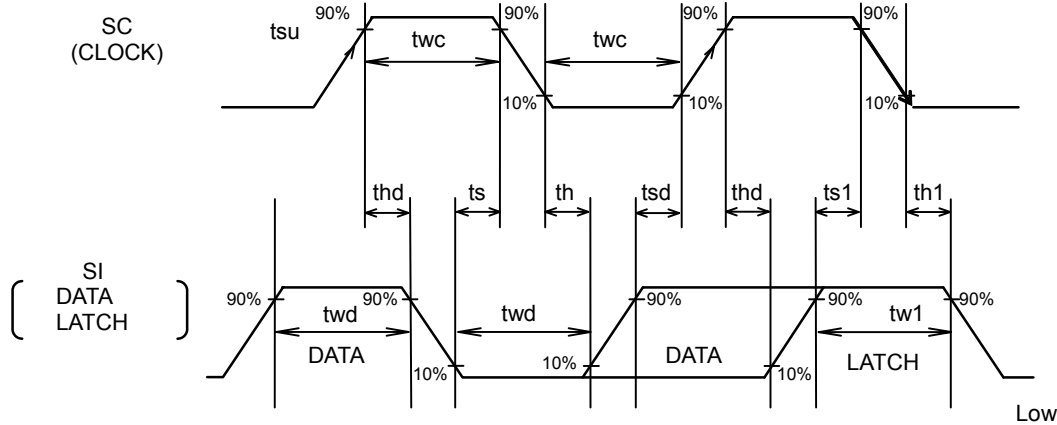 SC
(CLOCK)
tsu
90%
twc
90%
10%
twc
10%
90%
90%
10%
thd
ts
th
tsd
thd
ts1
th1
SI
DATA
LATCH
90%
twd
DATA
90%
10%
twd
10%
90%
DATA
10%
90%
tw1
LATCH
90%
Low